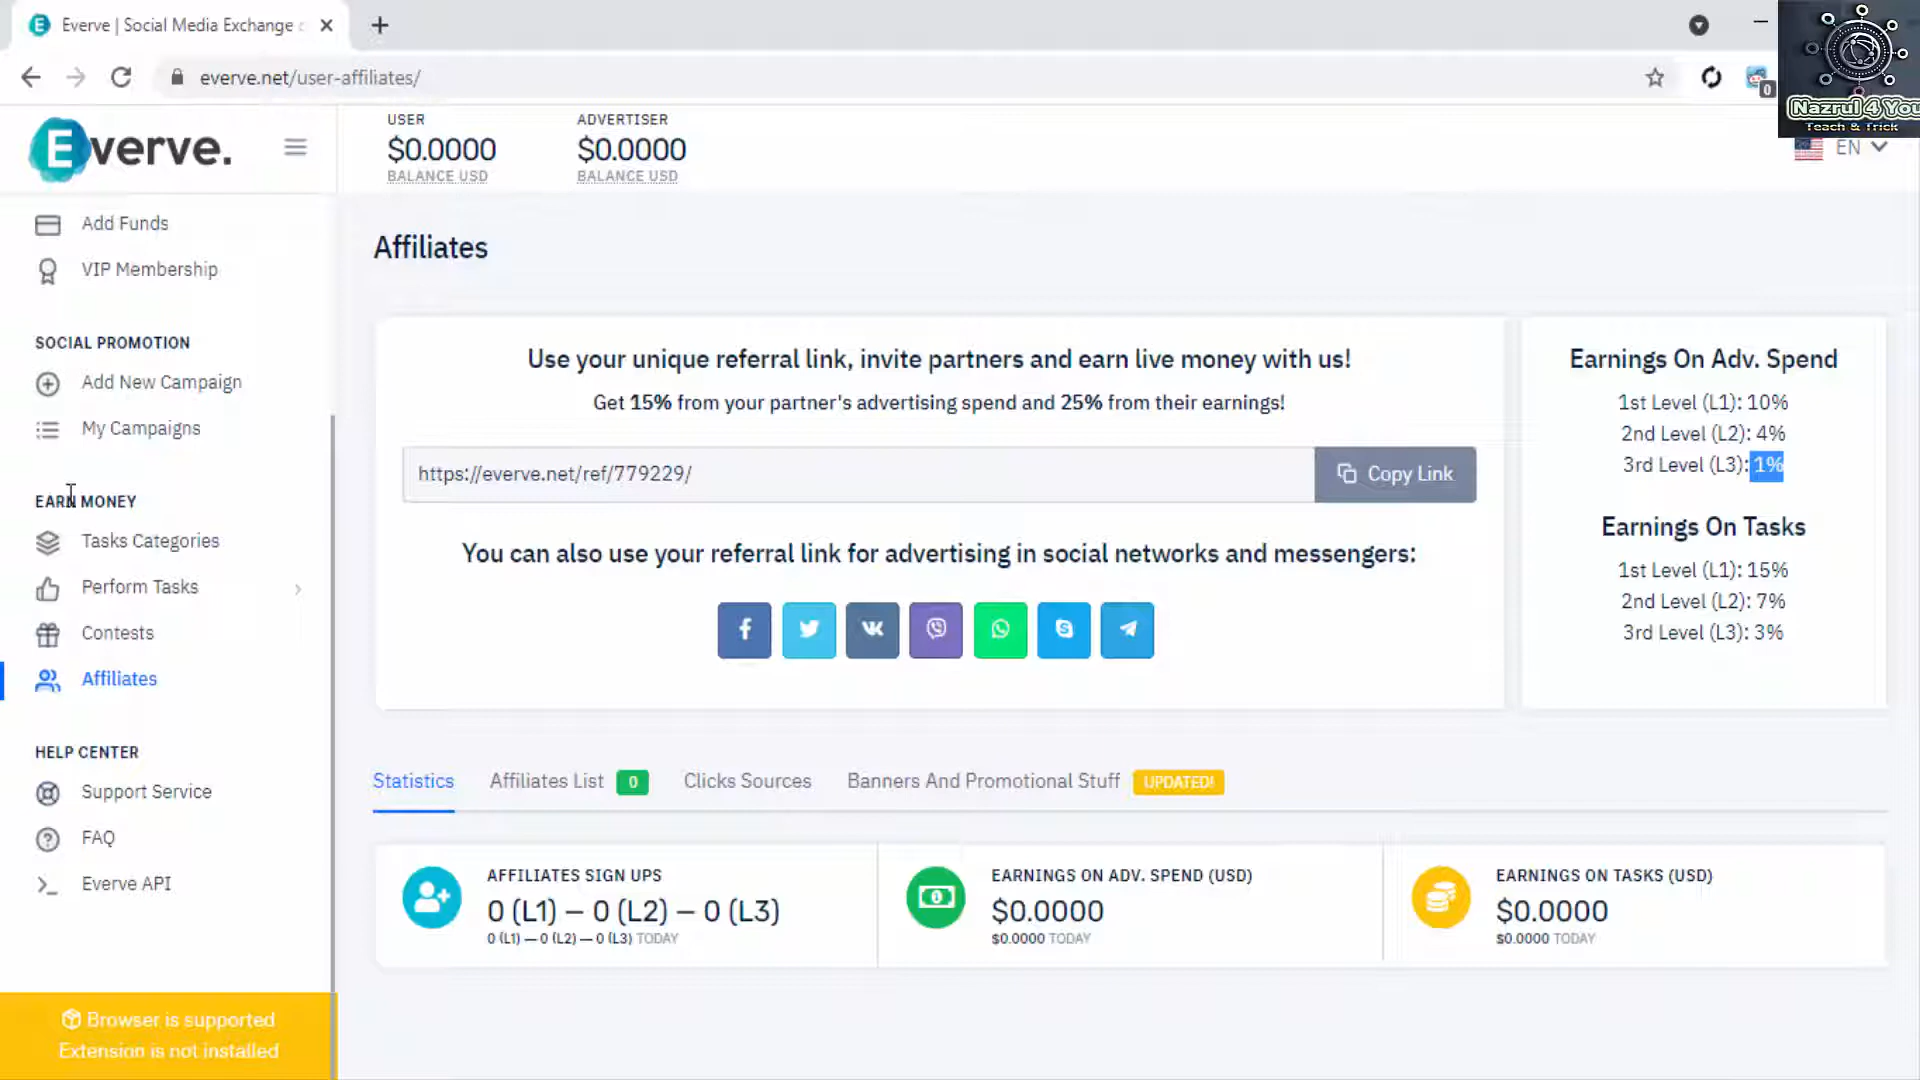 Everve | Social Media Exchange
everve.net/user-affiliates/
0
Nazrul 4 You
Teach & Trick
Everve.
USER
$0.0000
BALANCE USD
ADVERTISER
$0.0000
BALANCE USD
EN
Add Funds
VIP Membership
SOCIAL PROMOTION
Add New Campaign
My Campaigns
EARN MONEY
Tasks Categories
Perform Tasks
Contests
Affiliates
HELP CENTER
Support Service
FAQ
Everve API
Browser is supported
Extension is not installed
Affiliates
Use your unique referral link, invite partners and earn live money with us!
Get 15% from your partner's advertising spend and 25% from their earnings!
https://everve.net/ref/779229/
Copy Link
You can also use your referral link for advertising in social networks and messengers:
Earnings On Adv. Spend
1st Level (L1): 10%
2nd Level (L2): 4%
3rd Level (L3): 1%
Earnings On Tasks
1st Level (L1): 15%
2nd Level (L2): 7%
3rd Level (L3): 3%
Statistics
Affiliates List 0
Clicks Sources
Banners And Promotional Stuff UPDATED!
AFFILIATES SIGN UPS
0 (L1) — 0 (L2) — 0 (L3)
0 (L1) — 0 (L2) — 0 (L3) TODAY
EARNINGS ON ADV. SPEND (USD)
$0.0000
$0.0000 TODAY
EARNINGS ON TASKS (USD)
$0.0000
$0.0000 TODAY